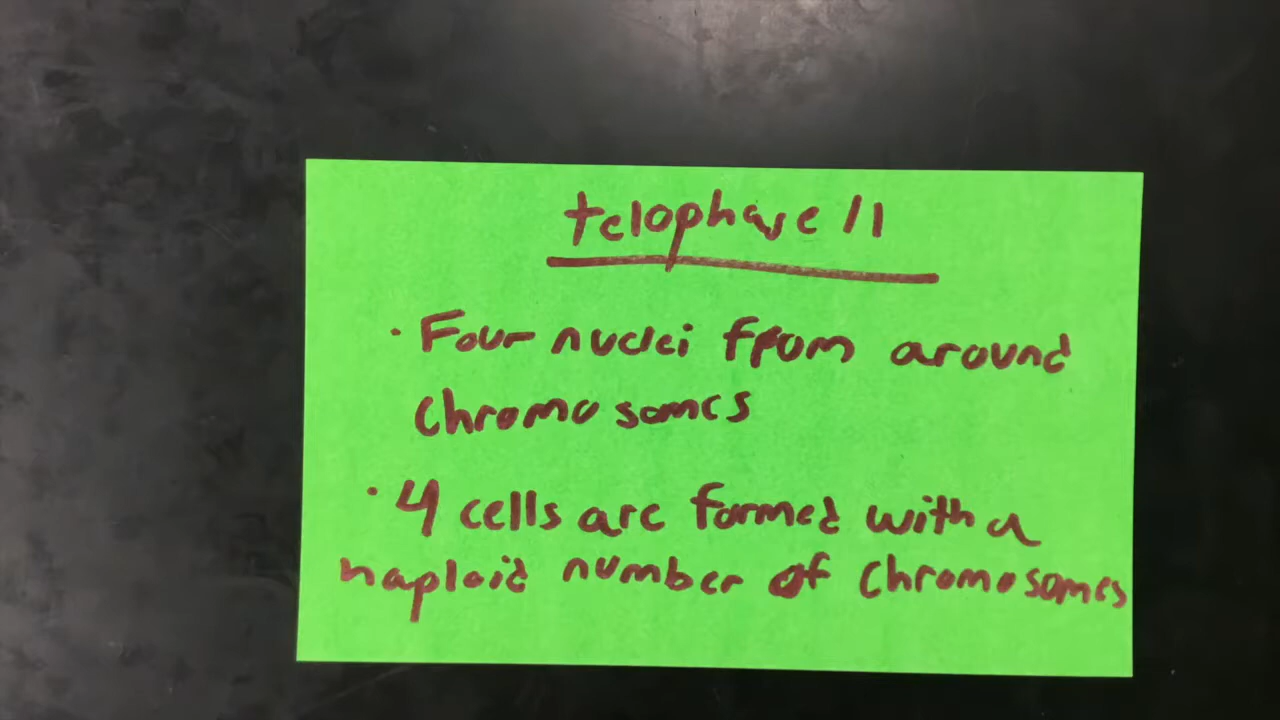 telophase II
· Four nuclei from around
chromosomes
· 4 cells are formed with a
haploid number of chromosomes